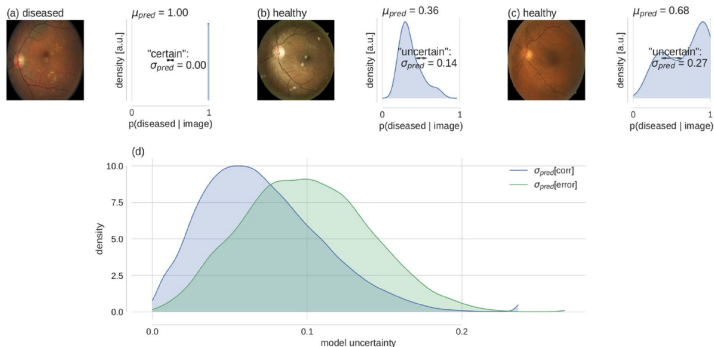 (a) diseased
μpred = 1.00
density [a.u.]
"certain":
σpred = 0.00
0
1
p(diseased | image)
(b) healthy
μpred = 0.36
density [a.u.]
"uncertain":
σpred = 0.14
0
1
p(diseased | image)
(c) healthy
μpred = 0.68
density [a.u.]
"uncertain":
σpred = 0.27
0
1
p(diseased | image)
(d)
density
10.0
7.5
5.0
2.5
0.0
0.0
0.1
0.2
model uncertainty
σpred[corr]
σpred[error]